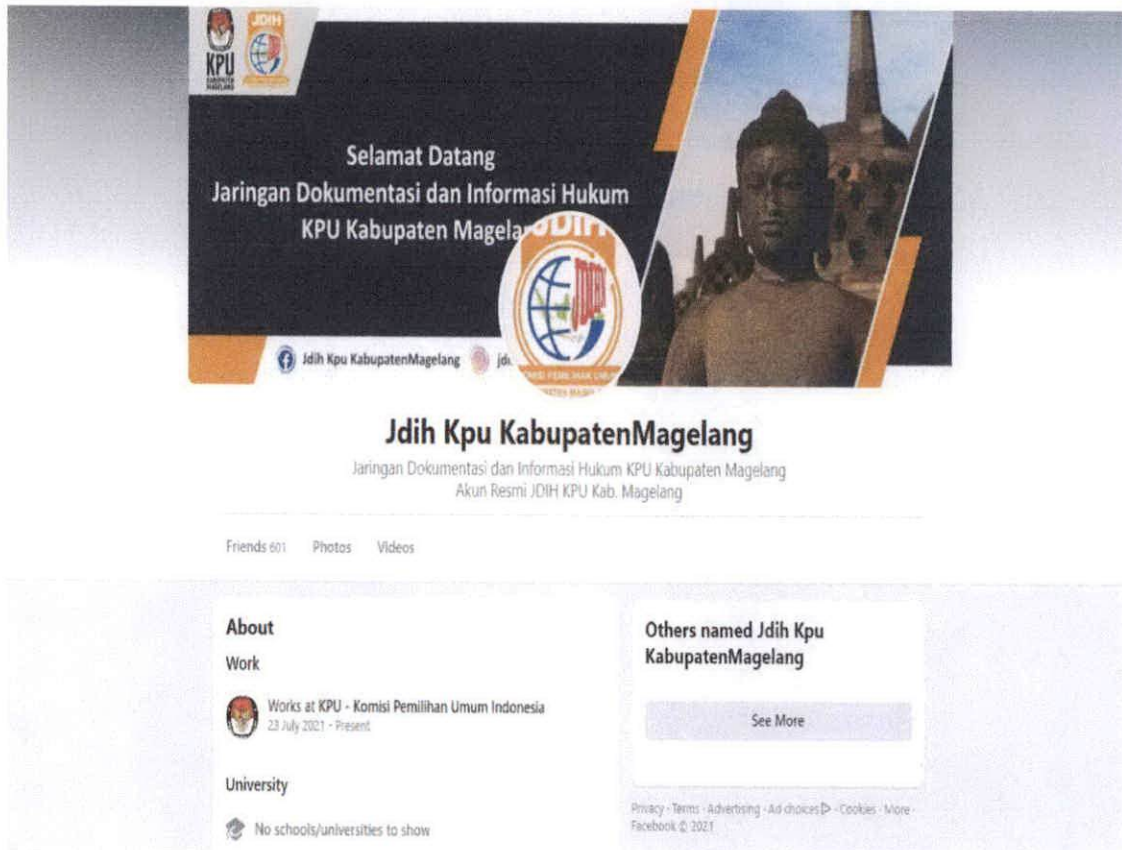 KPU
KABUPATEN
MAGELANG
JDIH
Selamat Datang
Jaringan Dokumentasi dan Informasi Hukum
KPU Kabupaten Magela
JDIH
Jdih Kpu KabupatenMagelang
Jdih Kpu KabupatenMagelang
Jaringan Dokumentasi dan Informasi Hukum KPU Kabupaten Magelang
Akun Resmi JDIH KPU Kab. Magelang
Friends 601 Photos Videos
About
Work
Works at KPU - Komisi Pemilihan Umum Indonesia
23 July 2021 - Present
University
No schools/universities to show
Others named Jdih Kpu
KabupatenMagelang
See More
Privacy · Terms · Advertising · Ad choices · Cookies · More ·
Facebook © 2021